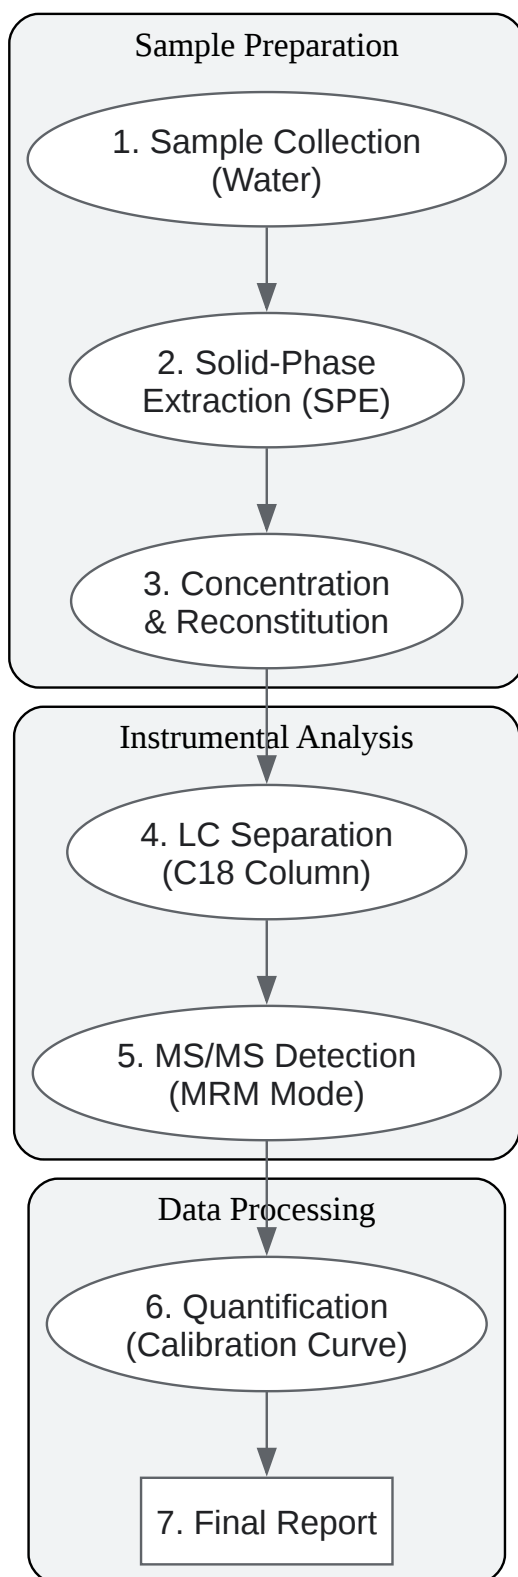 Sample Preparation
1. Sample Collection
(Water)
2. Solid-Phase
Extraction (SPE)
3. Concentration
& Reconstitution
Instrumental Analysis
4. LC Separation
(C18 Column)
5. MS/MS Detection
(MRM Mode)
Data Processing
6. Quantification
(Calibration Curve)
7. Final Report